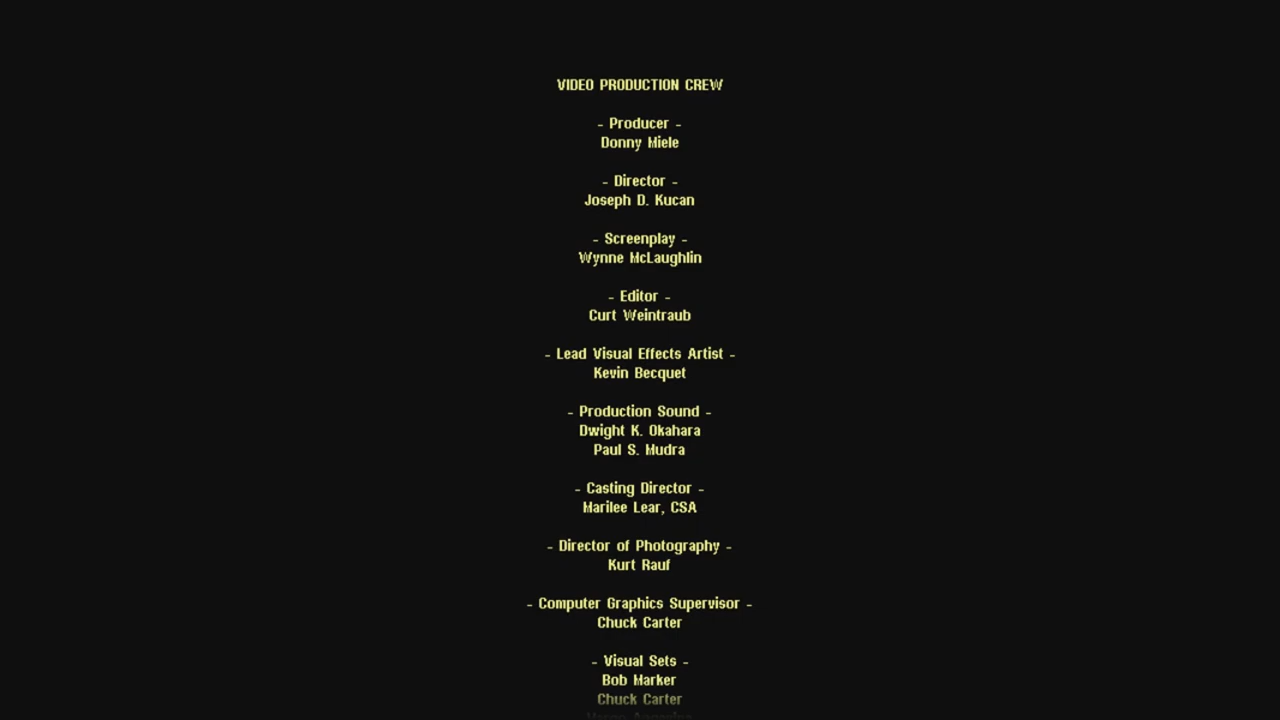 VIDEO PRODUCTION CREW
- Producer -
Donny Miele
- Director -
Joseph D. Kucan
- Screenplay -
Wynne McLaughlin
- Editor -
Curt Weintraub
- Lead Visual Effects Artist -
Kevin Becquet
- Production Sound -
Dwight K. Okahara
Paul S. Mudra
- Casting Director -
Marilee Lear, CSA
- Director of Photography -
Kurt Rauf
- Computer Graphics Supervisor -
Chuck Carter
- Visual Sets -
Bob Marker
Chuck Carter